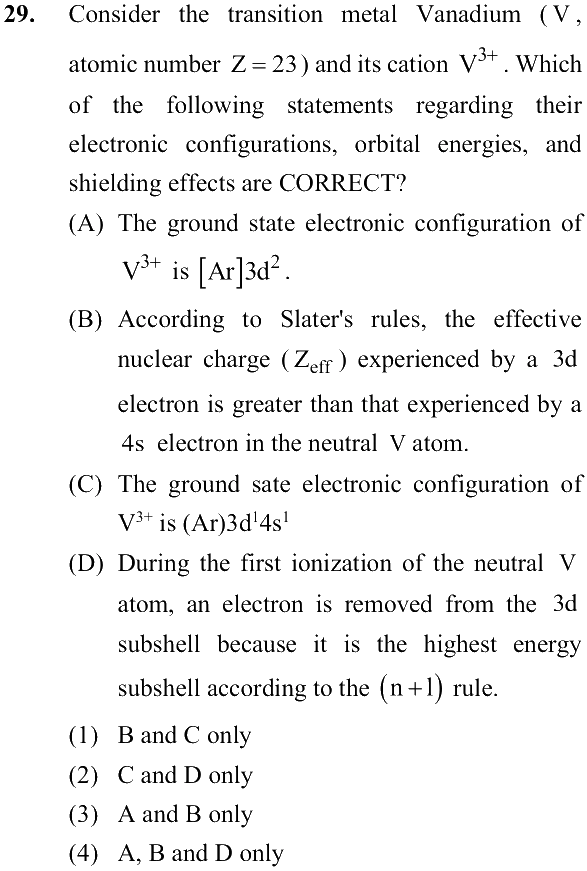 29. Consider the transition metal Vanadium (V,
atomic number Z = 23) and its cation V³⁺. Which
of the following statements regarding their
electronic configurations, orbital energies, and
shielding effects are CORRECT?
(A) The ground state electronic configuration of
V³⁺ is [Ar]3d².
(B) According to Slater's rules, the effective
nuclear charge (Z_eff) experienced by a 3d
electron is greater than that experienced by a
4s electron in the neutral V atom.
(C) The ground sate electronic configuration of
V³⁺ is (Ar)3d¹4s¹
(D) During the first ionization of the neutral V
atom, an electron is removed from the 3d
subshell because it is the highest energy
subshell according to the (n+l) rule.
(1) B and C only
(2) C and D only
(3) A and B only
(4) A, B and D only